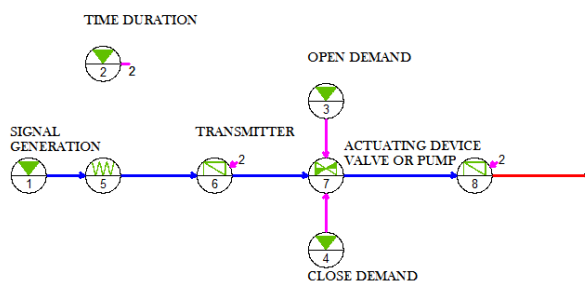 TIME DURATION
2
2
OPEN DEMAND
3
SIGNAL
GENERATION
TRANSMITTER
ACTUATING DEVICE
VALVE OR PUMP
1
5
6
2
7
8
2
4
CLOSE DEMAND